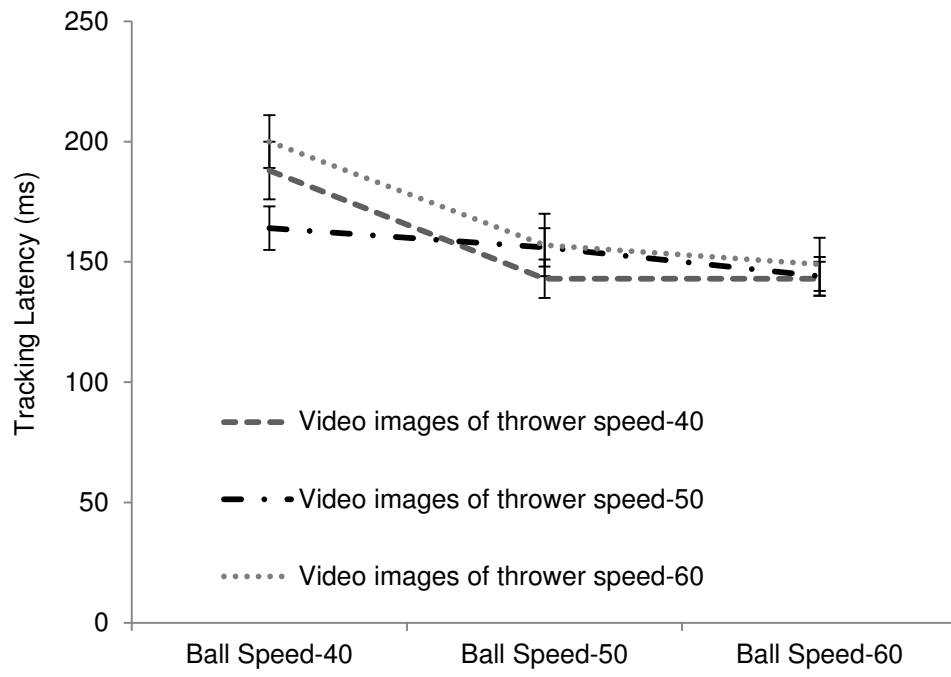 250
200
150
100
50
0
Tracking Latency (ms)
Video images of thrower speed-40
Video images of thrower speed-50
Video images of thrower speed-60
Ball Speed-40 Ball Speed-50 Ball Speed-60